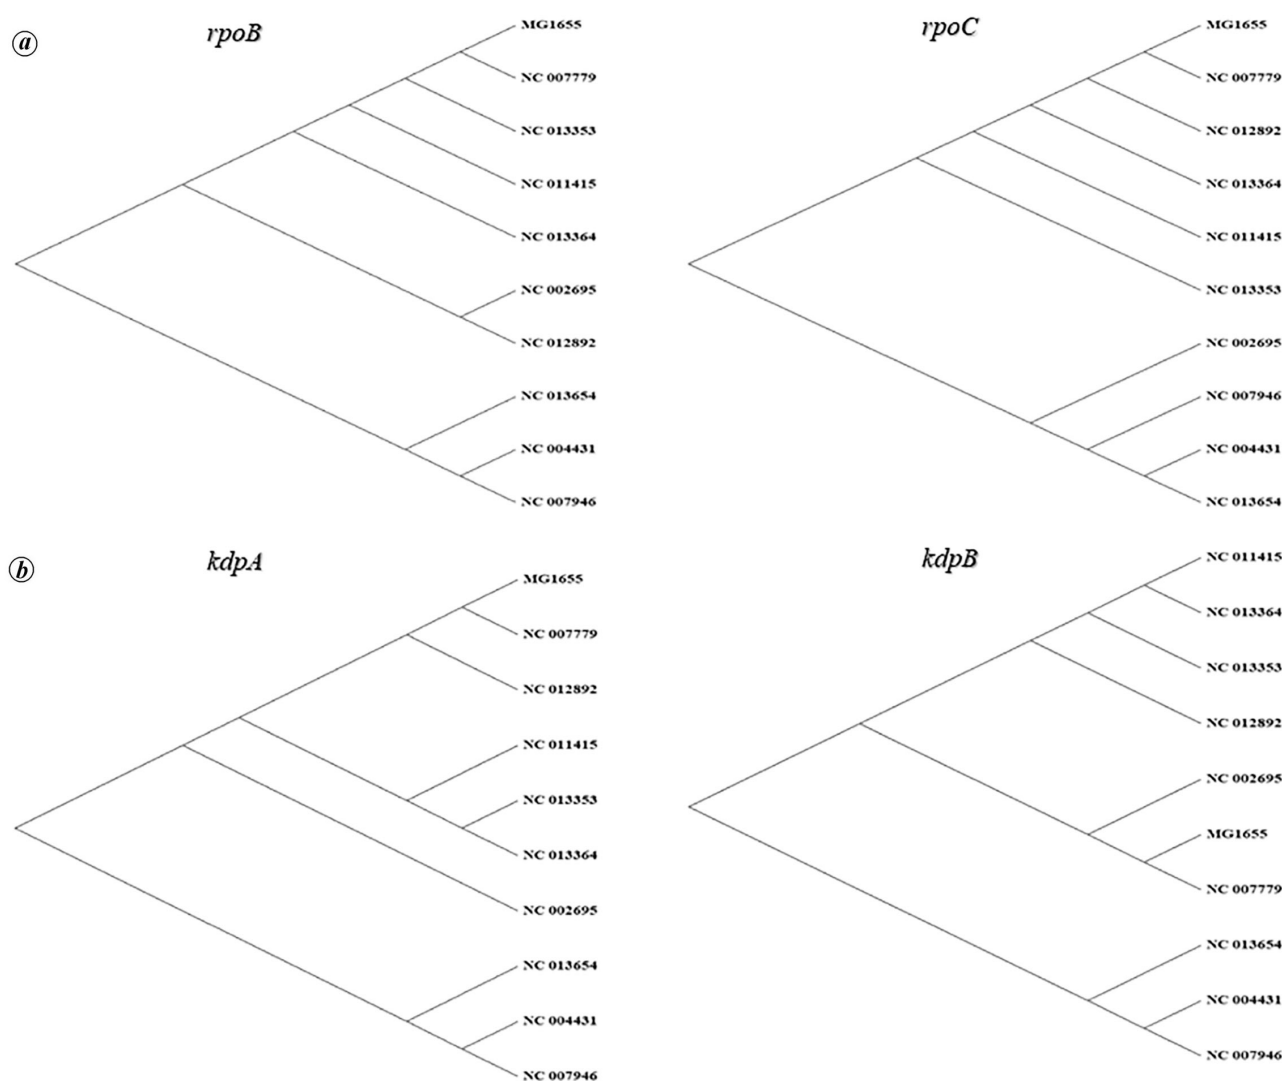 a
rpoB
MG1655
NC 007779
NC 013353
NC 011415
NC 013364
NC 002695
NC 012892
NC 013654
NC 004431
NC 007946
rpoC
MG1655
NC 007779
NC 012892
NC 013364
NC 011415
NC 013353
NC 002695
NC 007946
NC 004431
NC 013654
b
kdpA
MG1655
NC 007779
NC 012892
NC 011415
NC 013353
NC 013364
NC 002695
NC 013654
NC 004431
NC 007946
kdpB
NC 011415
NC 013364
NC 013353
NC 012892
NC 002695
MG1655
NC 007779
NC 013654
NC 004431
NC 007946